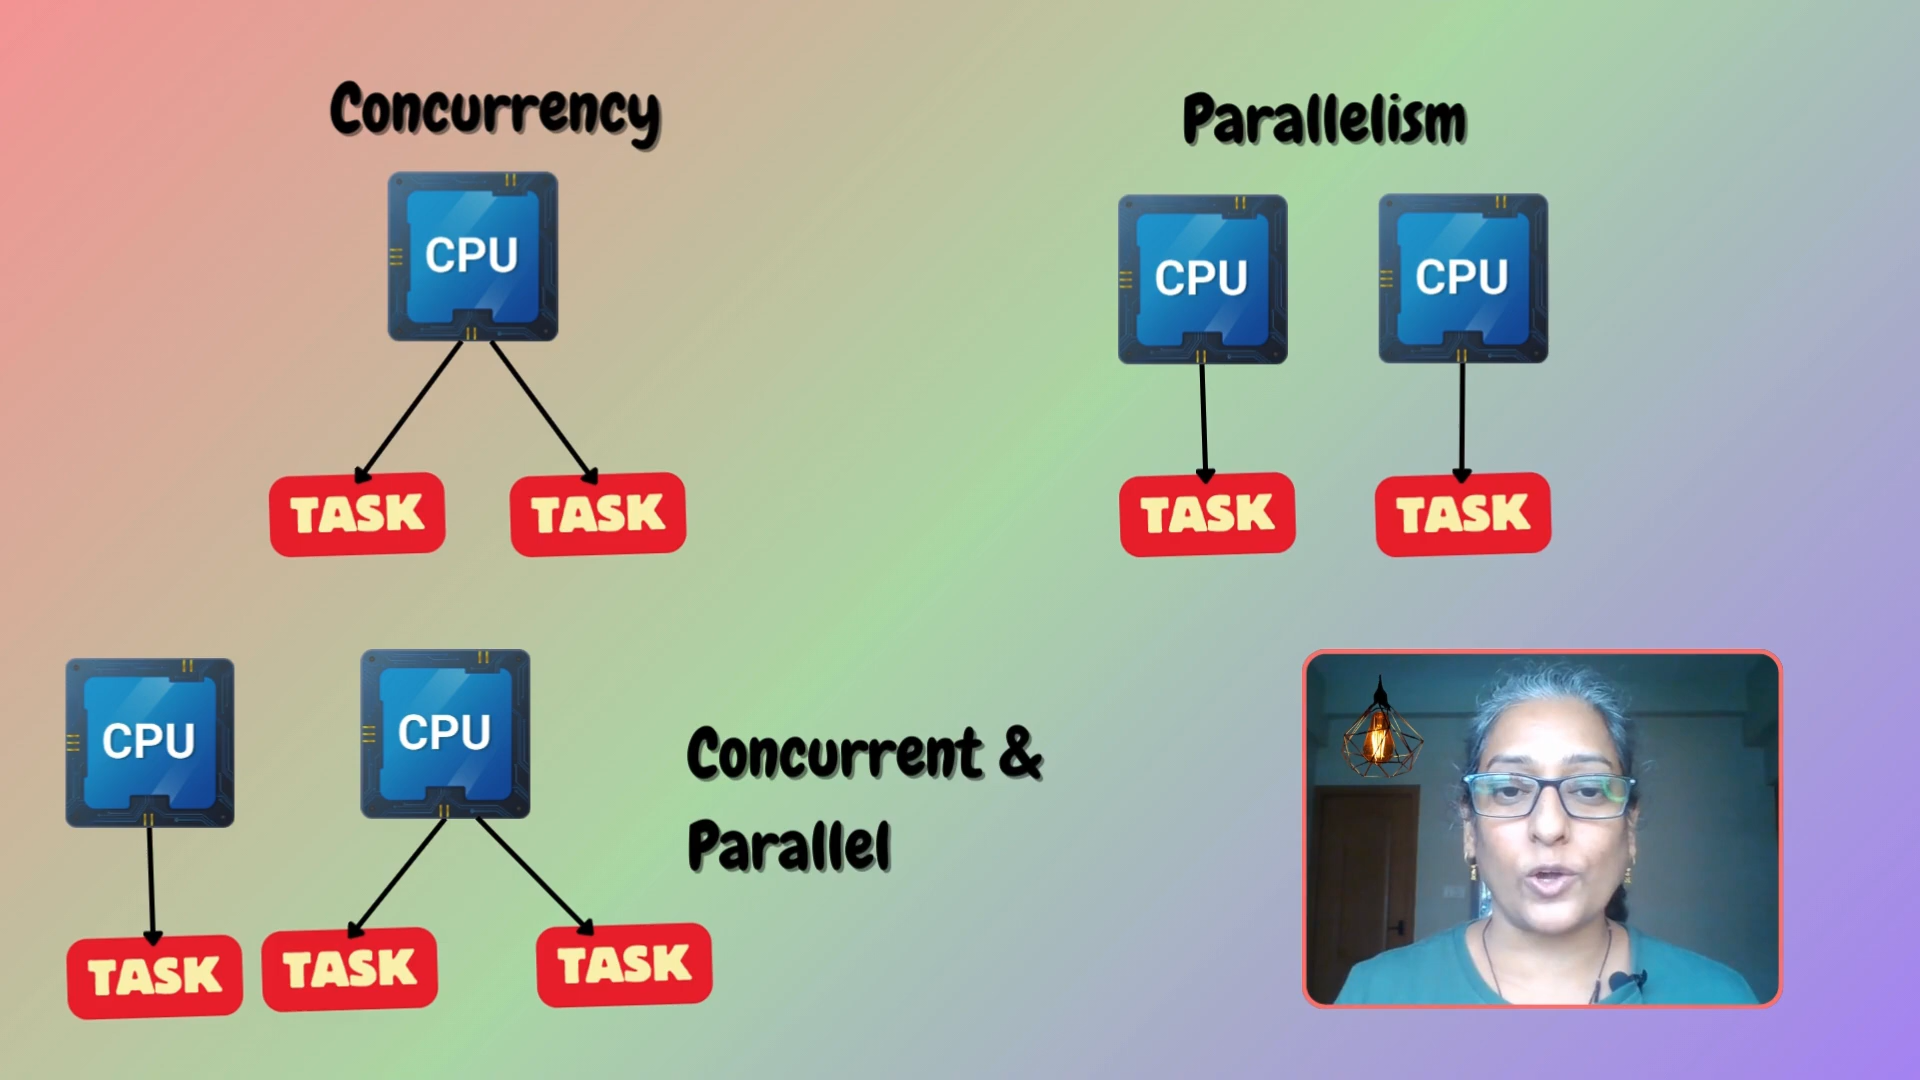 Concurrency
Parallelism
CPU
CPU
CPU
TASK
TASK
TASK
TASK
CPU
CPU
Concurrent &
Parallel
TASK
TASK
TASK